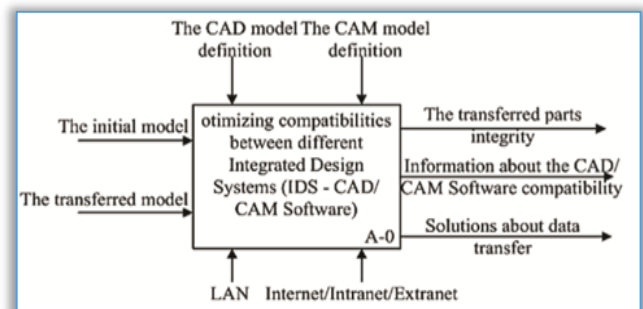 The CAD model The CAM model
definition definition
The initial model
The transferred model
otimizing compatibilities
between different
Integrated Design
Systems (IDS - CAD/
CAM Software)
A-0
The transferred parts
integrity
Information about the CAD/
CAM Software compatibility
Solutions about data
transfer
LAN Internet/Intranet/Extranet